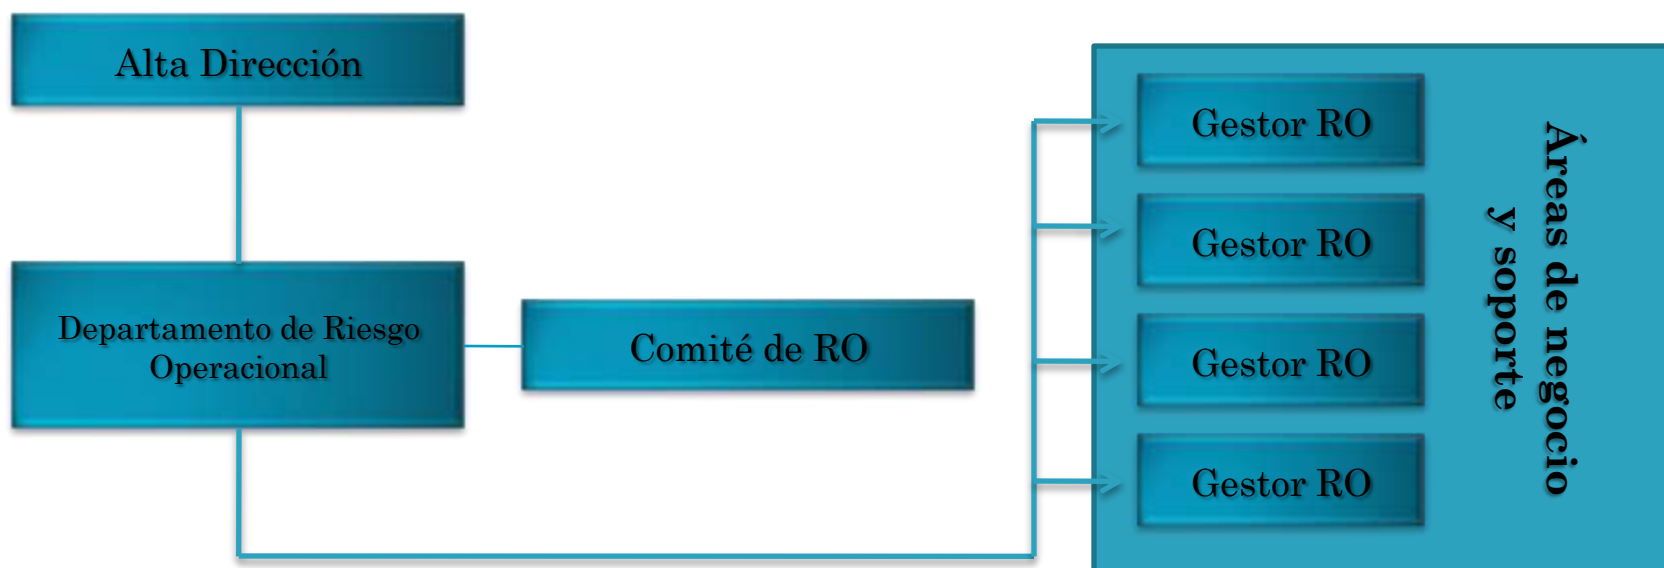 Alta Dirección
Departamento de Riesgo
Operacional
Comité de RO
Gestor RO
Gestor RO
Gestor RO
Gestor RO
Áreas de negocio
y soporte